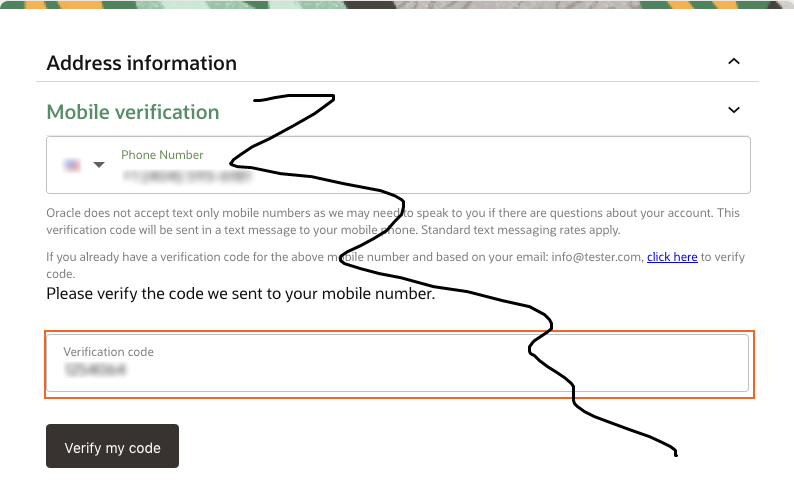 Address information
Mobile verification
Phone Number
Oracle does not accept text only mobile numbers as we may need to speak to you if there are questions about your account. This
verification code will be sent in a text message to your mobile phone. Standard text messaging rates apply.
If you already have a verification code for the above mobile number and based on your email: info@tester.com, click here to verify
code.
Please verify the code we sent to your mobile number.
Verification code
Verify my code